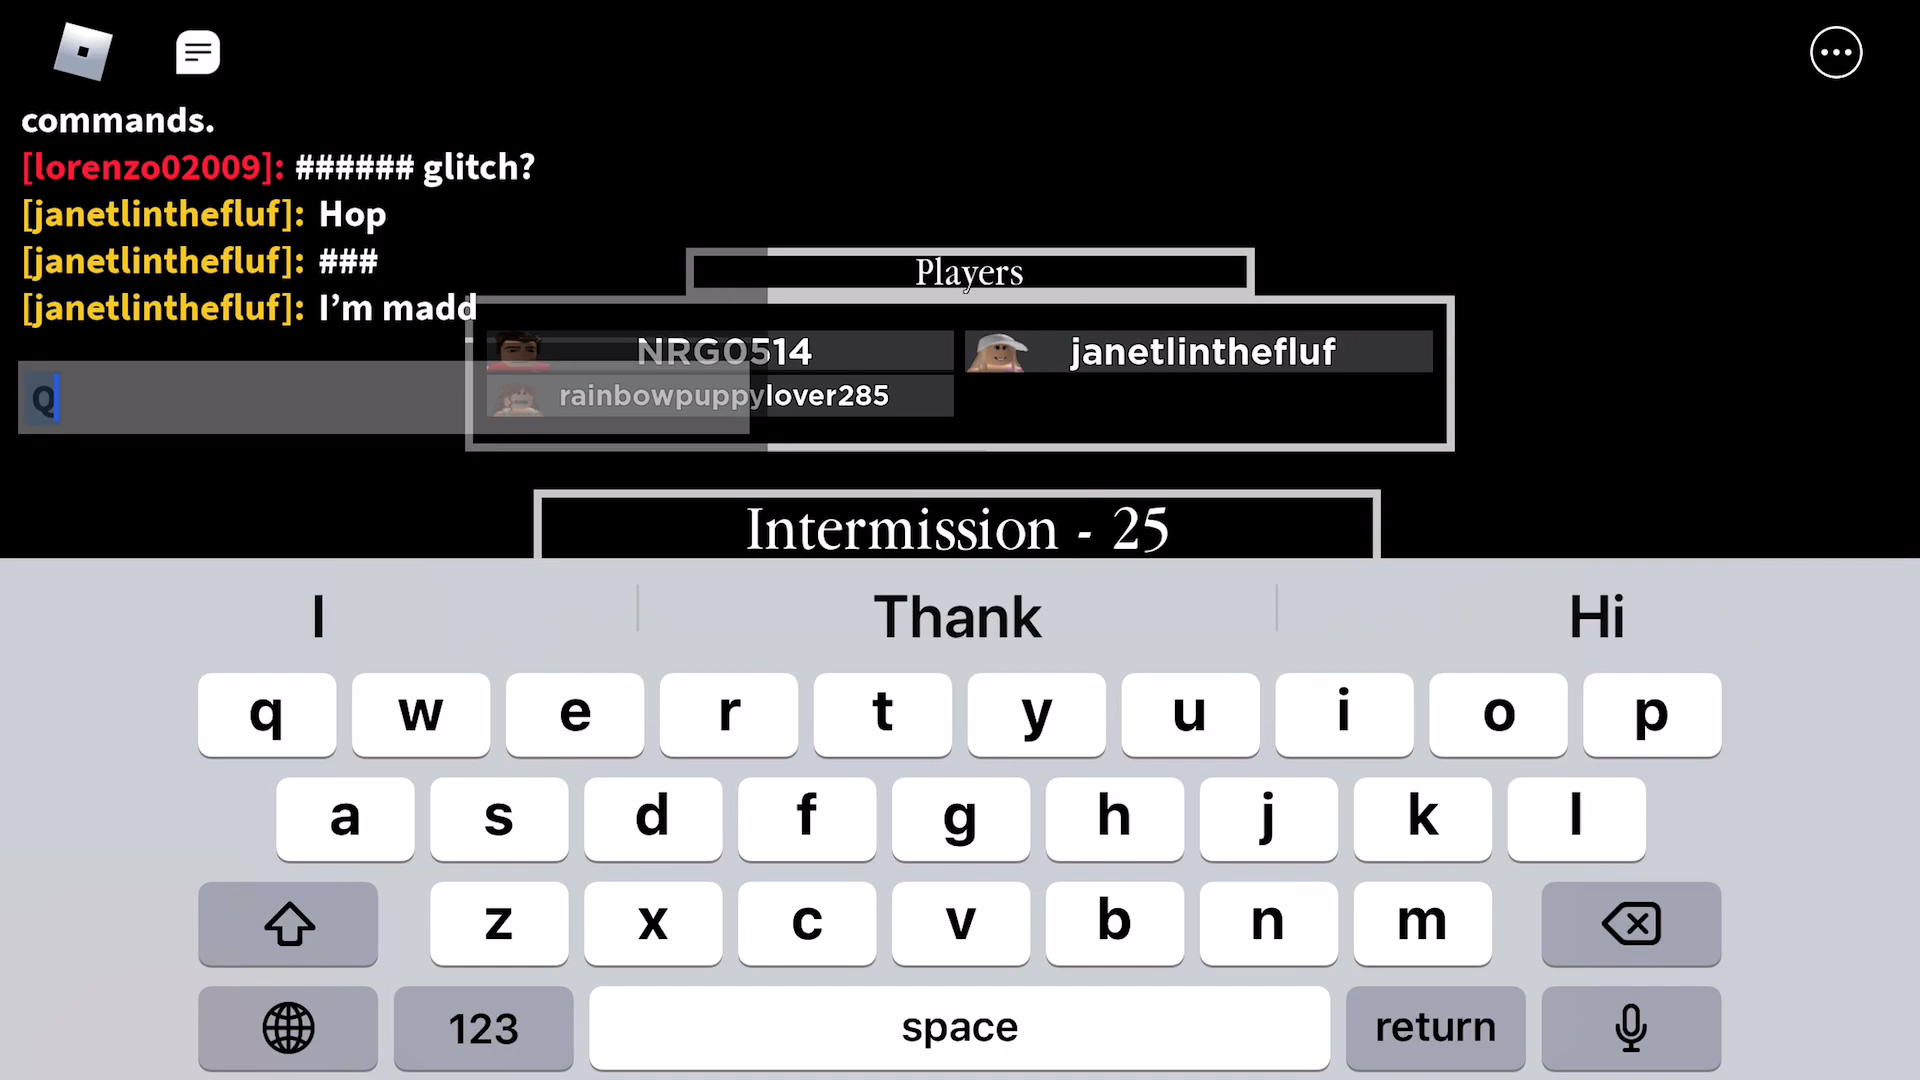 commands.
[lorenzo02009]: ###### glitch?
[janetlinthefluf]: Hop
[janetlinthefluf]: ###
[janetlinthefluf]: I’m madd
Q
Players
NRG0514 janetlinthefluf
rainbowpuppylover285
Intermission - 25
I Thank Hi
q w e r t y u i o p
a s d f g h j k l
z x c v b n m
123 space return